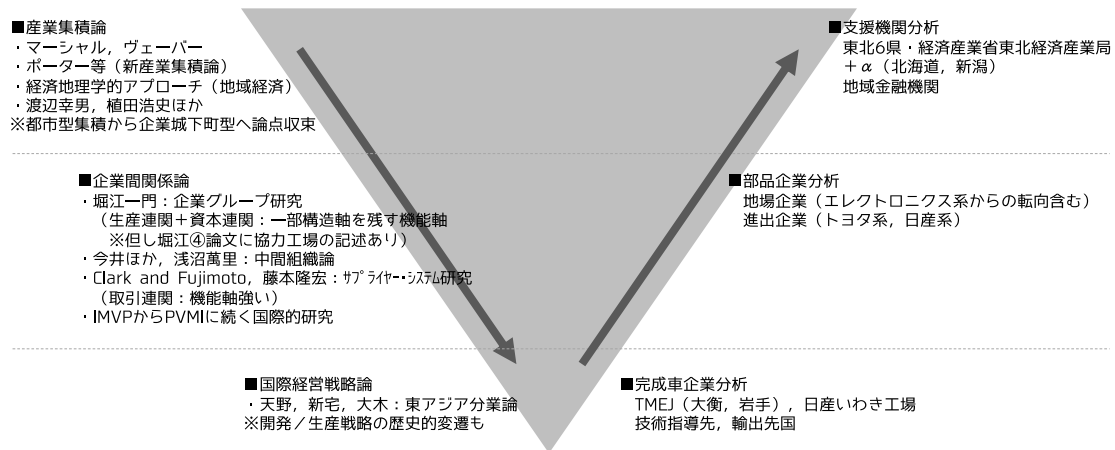 ■産業集積論
・マーシャル，ヴェーバー
・ポーター等（新産業集積論）
・経済地理学的アプローチ（地域経済）
・渡辺幸男，植田浩史ほか
※都市型集積から企業城下町型へ論点収束
■企業間関係論
・堀江一門：企業グループ研究
（生産連関＋資本連関：一部構造軸を残す機能軸
※但し堀江④論文に協力工場の記述あり）
・今井ほか，浅沼萬里：中間組織論
・Clark and Fujimoto，藤本隆宏：ｻﾌﾟﾗｲﾔｰ・ｼｽﾃﾑ研究
（取引連関：機能軸強い）
・IMVPからPVMIに続く国際的研究
■国際経営戦略論
・天野，新宅，大木：東アジア分業論
※開発／生産戦略の歴史的変遷も
■支援機関分析
東北6県・経済産業省東北経済産業局
＋α（北海道，新潟）
地域金融機関
■部品企業分析
地場企業（エレクトロニクス系からの転向含む）
進出企業（トヨタ系，日産系）
■完成車企業分析
TMEJ（大衡，岩手），日産いわき工場
技術指導先，輸出先国